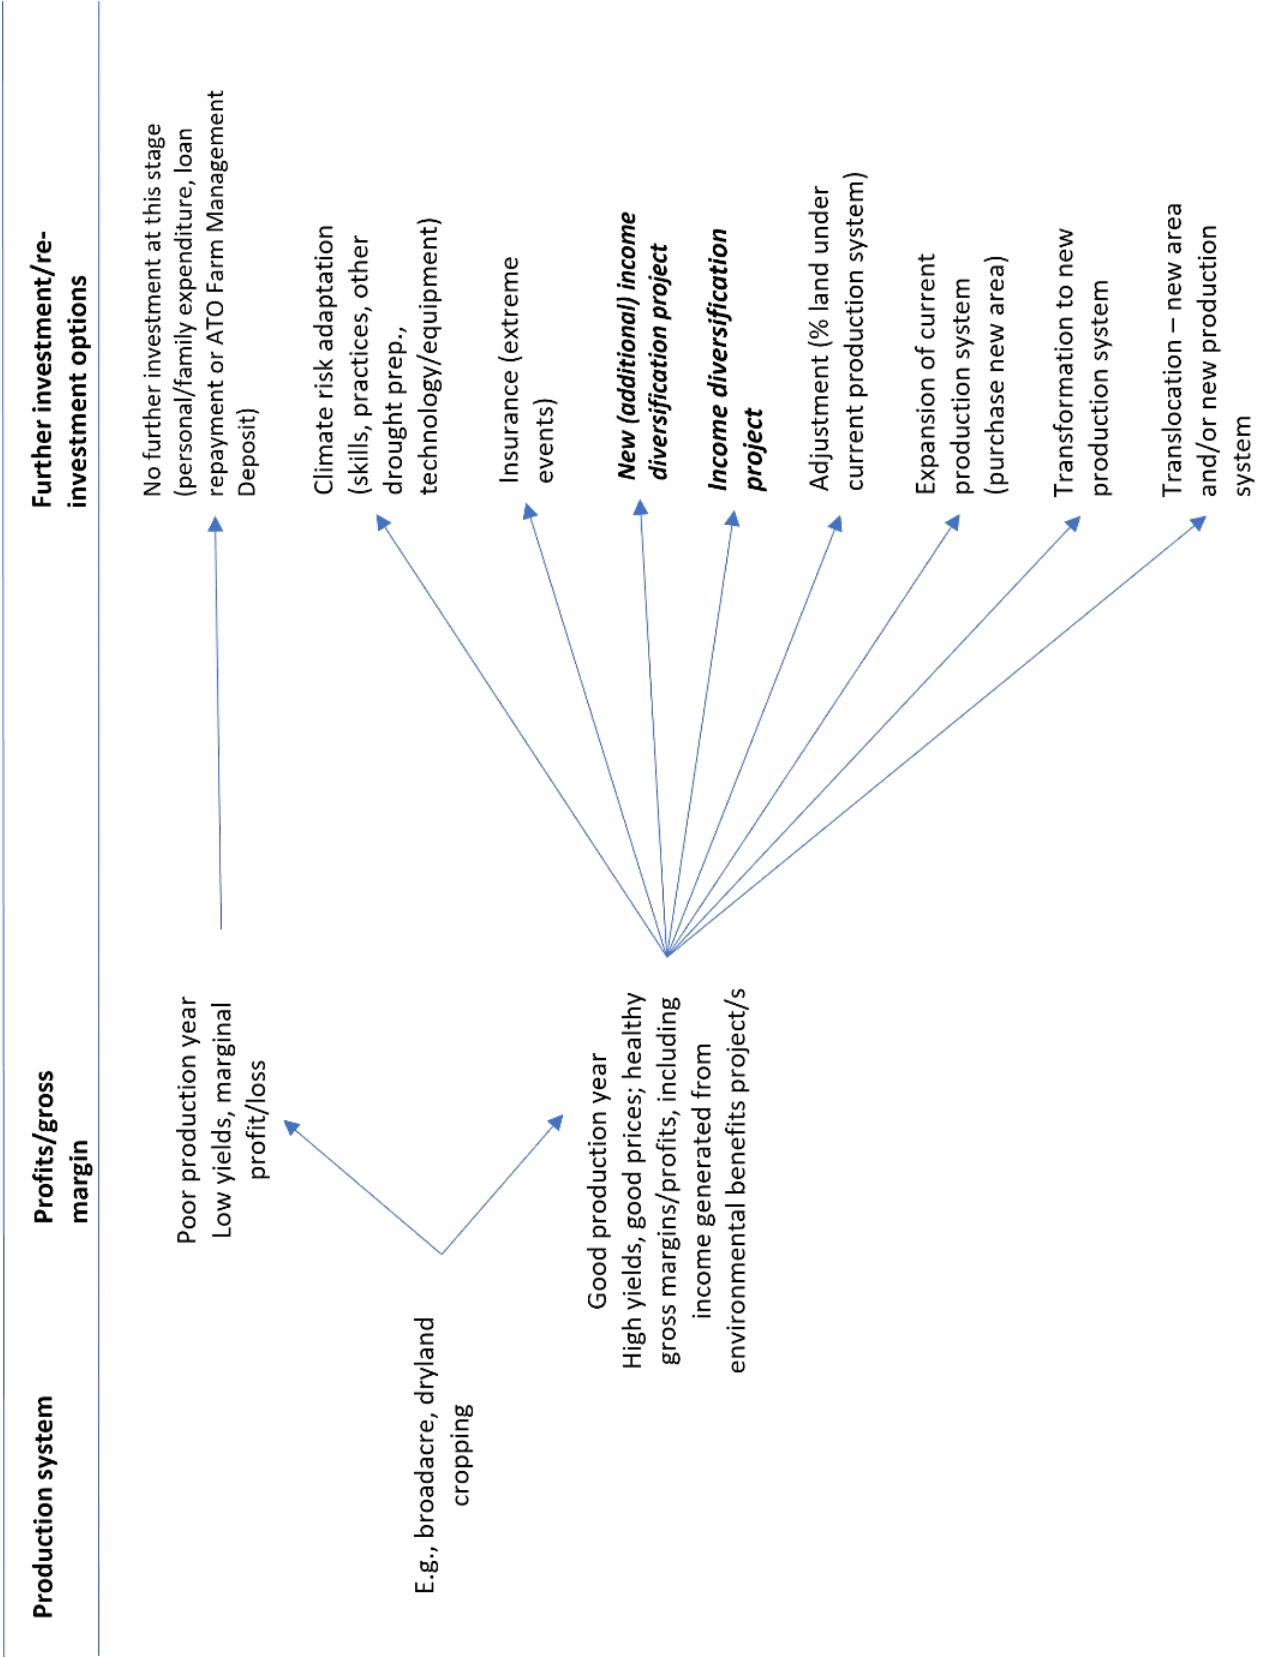 Production system
Profits/gross
margin
Further investment/re-
investment options
E.g., broadacre, dryland
cropping
Poor production year
Low yields, marginal
profit/loss
Good production year
High yields, good prices; healthy
gross margins/profits, including
income generated from
environmental benefits project/s
No further investment at this stage
(personal/family expenditure, loan
repayment or ATO Farm Management
Deposit)
Climate risk adaptation
(skills, practices, other
drought prep.,
technology/equipment)
Insurance (extreme
events)
New (additional) income
diversification project
Income diversification
project
Adjustment (% land under
current production system)
Expansion of current
production system
(purchase new area)
Transformation to new
production system
Translocation – new area
and/or new production
system